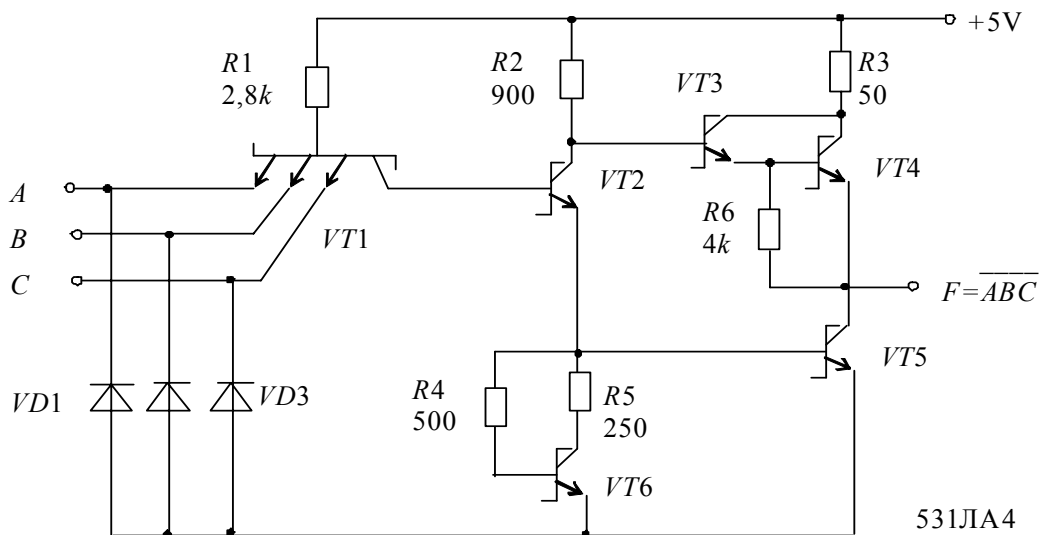 +5V
R1
2,8k
R2
900
R3
50
VT3
A
VT2
VT4
B
VT1
R6
4k
C
F=\overline{ABC}
VT5
VD1
VD3
R4
500
R5
250
VT6
531ЛА4